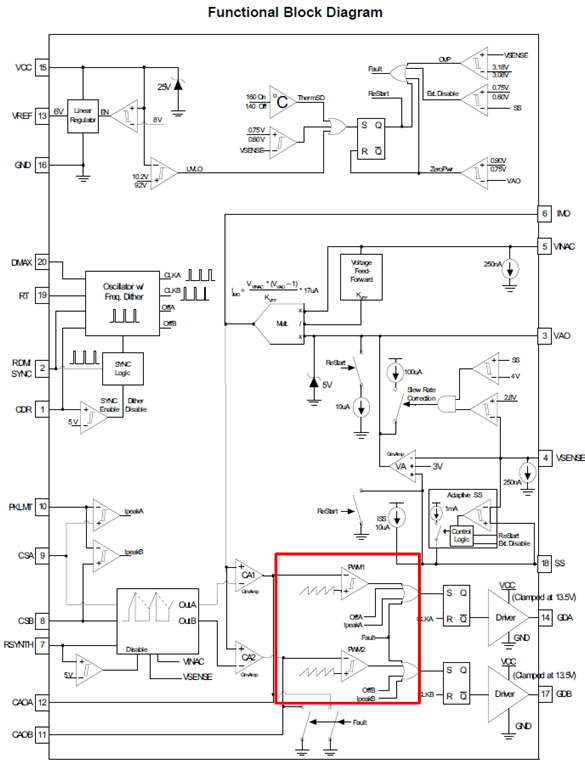 Functional Block Diagram
VCC 15
25V
VREF 13
6V
Linear
Regulator
EN
8V
GND 16
10.2V
9.2V
UVLO
160 On
140 Off
°C
ThermSD
0.75V
0.60V
VSENSE
S Q
R Q
Fault
ReStart
OVP
VSENSE
3.18V
3.08V
Ext. Disable
0.75V
0.60V
SS
ZeroPwr
0.90V
0.75V
VAO
6 IMO
5 VINAC
250nA
Voltage
Feed-
Forward
KVFF
IIMO = VVINAC * (VVAO – 1) * 17uA
KVFF
Mult.
x
/
x
3 VAO
DMAX 20
RT 19
RDM/
SYNC 2
CDR 1
Oscillator w/
Freq. Dither
CLKA
CLKB
OffA
OffB
SYNC
Logic
SYNC
Enable
Dither
Disable
5V
5V
ReStart
10uA
100uA
Slew Rate
Correction
SS
4V
2.8V
GmAmp
VA
3V
4 VSENSE
250nA
Adaptive SS
1mA
Control
Logic
ReStart
Ext. Disable
ReStart
ISS
10uA
18 SS
PKLMT 10
CSA 9
CSB 8
RSYNTH 7
CAOA 12
CAOB 11
IpeakA
IpeakB
OutA
OutB
Disable
VINAC
VSENSE
5V
CA1
GmAmp
CA2
GmAmp
PWM1
OffA
IpeakA
Fault
PWM2
OffB
IpeakB
Fault
CLKA
S Q
R Q
VCC
(Clamped at 13.5V)
Driver
14 GDA
GND
CLKB
S Q
R Q
VCC
(Clamped at 13.5V)
Driver
17 GDB
GND